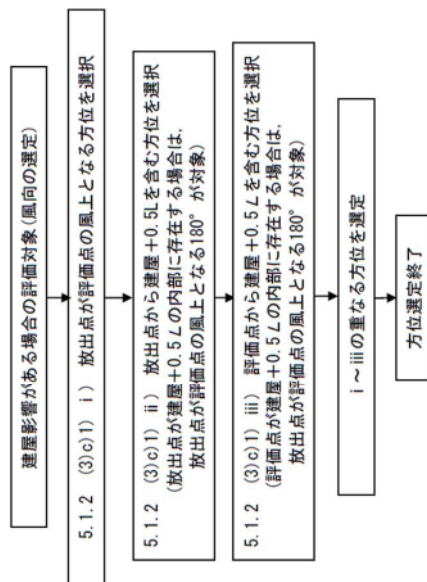 建屋影響がある場合の評価対象(風向の選定)
5.1.2 (3)c)1) i) 放出点が評価点の風上となる方位を選択
5.1.2 (3)c)1) ii) 放出点から建屋+0.5Lを含む方位を選択
(放出点が建屋+0.5Lの内部に存在する場合は,
放出点が評価点の風上となる180°が対象)
5.1.2 (3)c)1) iii) 評価点から建屋+0.5Lを含む方位を選択
(評価点が建屋+0.5Lの内部に存在する場合は,
放出点が評価点の風上となる180°が対象)
i~iiiの重なる方位を選定
方位選定終了